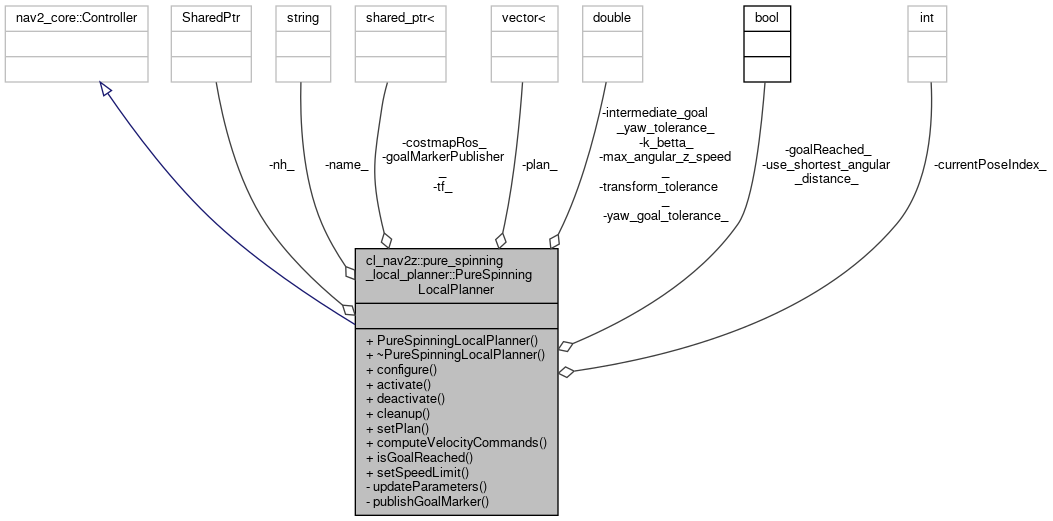 nav2_core::Controller
SharedPtr
string
shared_ptr<
vector<
double
bool
int
-nh_
-name_
-costmapRos_
-goalMarkerPublisher
_
-tf_
-plan_
-intermediate_goal
_yaw_tolerance_
-k_betta_
-max_angular_z_speed
_
-transform_tolerance
_
-yaw_goal_tolerance_
-goalReached_
-use_shortest_angular
_distance_
-currentPoseIndex_
cl_nav2z::pure_spinning
_local_planner::PureSpinning
LocalPlanner
+ PureSpinningLocalPlanner()
+ ~PureSpinningLocalPlanner()
+ configure()
+ activate()
+ deactivate()
+ cleanup()
+ setPlan()
+ computeVelocityCommands()
+ isGoalReached()
+ setSpeedLimit()
- updateParameters()
- publishGoalMarker()